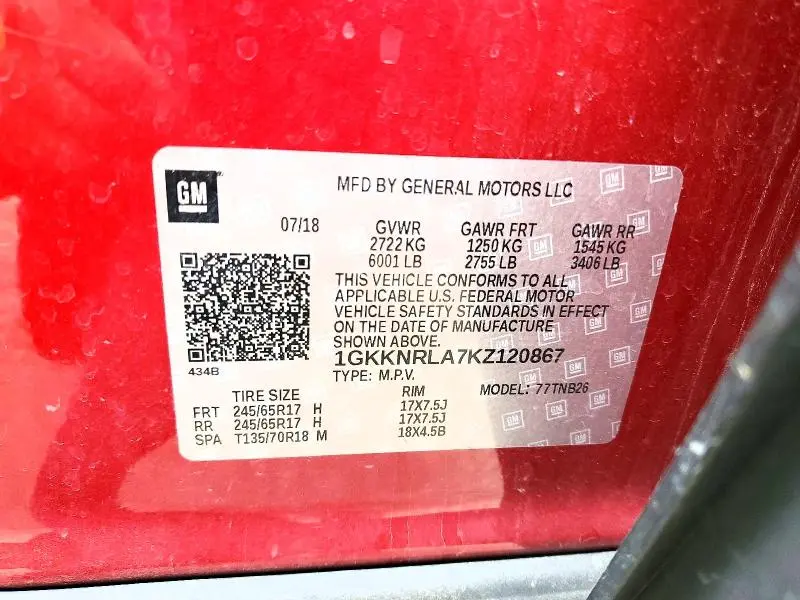 GM
MFD BY GENERAL MOTORS LLC
07/18 GVWR GAWR FRT GAWR RR
2722 KG 1250 KG 1545 KG
6001 LB 2755 LB 3406 LB
THIS VEHICLE CONFORMS TO ALL
APPLICABLE U.S. FEDERAL MOTOR
VEHICLE SAFETY STANDARDS IN EFFECT
ON THE DATE OF MANUFACTURE
SHOWN ABOVE.
1GKKNRLA7KZ120867
434B
TYPE: M.P.V. MODEL: 77TNB26
TIRE SIZE RIM
FRT 245/65R17 H 17X7.5J
RR 245/65R17 H 17X7.5J
SPA T135/70R18 M 18X4.5B